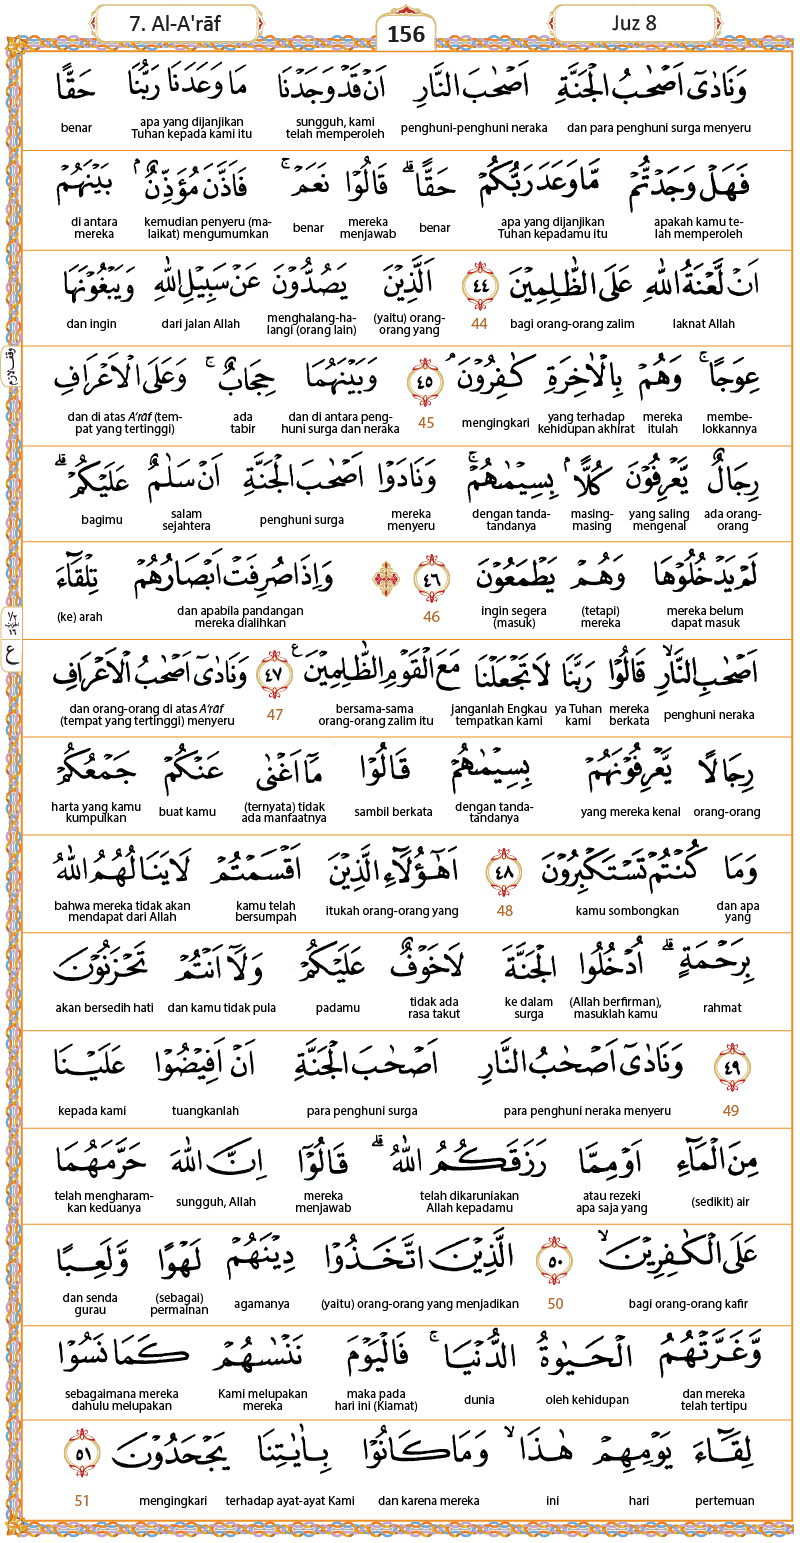 7. Al-A'rāf
156
Juz 8
وَنَادٰىٓ اَصْحٰبُ الْجَنَّةِ اَصْحٰبَ النَّارِ اَنْ قَدْ وَجَدْنَا مَا وَعَدَنَا رَبُّنَا حَقًّا
dan para penghuni surga menyeru penghuni-penghuni neraka sungguh, kami telah memperoleh apa yang dijanjikan Tuhan kepada kami itu benar
فَهَلْ وَجَدْتُّمْ مَّا وَعَدَ رَبُّكُمْ حَقًّا ۗ قَالُوْا نَعَمْ ۚ فَاَذَّنَ مُؤَذِّنٌۢ بَيْنَهُمْ
apakah kamu te-lah memperoleh apa yang dijanjikan Tuhan kepadamu itu benar mereka menjawab benar kemudian penyeru (ma-laikat) mengumumkan di antara mereka
اَنْ لَّعْنَةُ اللّٰهِ عَلَى الظّٰلِمِيْنَ ٤٤ الَّذِيْنَ يَصُدُّوْنَ عَنْ سَبِيْلِ اللّٰهِ وَيَبْغُوْنَهَا
laknat Allah bagi orang-orang zalim 44 (yaitu) orang-orang yang menghalang-ha-langi (orang lain) dari jalan Allah dan ingin
وقف لازم
عِوَجًا ۚ وَهُمْ بِالْاٰخِرَةِ كٰفِرُوْنَ ۘ ٤٥ وَبَيْنَهُمَا حِجَابٌ ۚ وَعَلَى الْاَعْرَافِ
membe-lokkannya mereka itulah yang terhadap kehidupan akhirat mengingkari 45 dan di antara peng-huni surga dan neraka ada tabir dan di atas A'rāf (tem-pat yang tertinggi)
رِجَالٌ يَّعْرِفُوْنَ كُلًّاۢ بِسِيْمٰىهُمْ ۚ وَنَادَوْا اَصْحٰبَ الْجَنَّةِ اَنْ سَلٰمٌ عَلَيْكُمْ ۗ
ada orang-orang yang saling mengenal masing-masing dengan tanda-tandanya mereka menyeru penghuni surga salam sejahtera bagimu
لَمْ يَدْخُلُوْهَا وَهُمْ يَطْمَعُوْنَ ٤٦ وَاِذَا صُرِفَتْ اَبْصَارُهُمْ تِلْقَاۤءَ
mereka belum dapat masuk (tetapi) mereka ingin segera (masuk) 46 dan apabila pandangan mereka dialihkan (ke) arah
ع
اَصْحٰبِ النَّارِۙ قَالُوْا رَبَّنَا لَا تَجْعَلْنَا مَعَ الْقَوْمِ الظّٰلِمِيْنَ ࣖ ٤٧ وَنَادٰىٓ اَصْحٰبُ الْاَعْرَافِ
penghuni neraka mereka berkata ya Tuhan kami janganlah Engkau tempatkan kami bersama-sama orang-orang zalim itu 47 dan orang-orang di atas A'rāf (tempat yang tertinggi) menyeru
رِجَالًا يَّعْرِفُوْنَهُمْ بِسِيْمٰىهُمْ قَالُوْا مَآ اَغْنٰى عَنْكُمْ جَمْعُكُمْ
orang-orang yang mereka kenal dengan tanda-tandanya sambil berkata (ternyata) tidak ada manfaatnya buat kamu harta yang kamu kumpulkan
وَمَا كُنْتُمْ تَسْتَكْبِرُوْنَ ٤٨ اَهٰٓؤُلَاۤءِ الَّذِيْنَ اَقْسَمْتُمْ لَا يَنَالُهُمُ اللّٰهُ
dan apa yang kamu sombongkan 48 itukah orang-orang yang kamu telah bersumpah bahwa mereka tidak akan mendapat dari Allah
بِرَحْمَةٍ ۗ اُدْخُلُوا الْجَنَّةَ لَا خَوْفٌ عَلَيْكُمْ وَلَآ اَنْتُمْ تَحْزَنُوْنَ
rahmat (Allah berfirman), masuklah kamu ke dalam surga tidak ada rasa takut padamu dan kamu tidak pula akan bersedih hati
٤٩ وَنَادٰىٓ اَصْحٰبُ النَّارِ اَصْحٰبَ الْجَنَّةِ اَنْ اَفِيْضُوْا عَلَيْنَا
49 para penghuni neraka menyeru para penghuni surga tuangkanlah kepada kami
مِنَ الْمَاۤءِ اَوْ مِمَّا رَزَقَكُمُ اللّٰهُ ۗ قَالُوْٓا اِنَّ اللّٰهَ حَرَّمَهُمَا
(sedikit) air atau rezeki apa saja yang telah dikaruniakan Allah kepadamu mereka menjawab sungguh, Allah telah mengharam-kan keduanya
عَلَى الْكٰفِرِيْنَۙ ٥٠ الَّذِيْنَ اتَّخَذُوْا دِيْنَهُمْ لَهْوًا وَّلَعِبًا
bagi orang-orang kafir 50 (yaitu) orang-orang yang menjadikan agamanya (sebagai) permainan dan senda gurau
وَّغَرَّتْهُمُ الْحَيٰوةُ الدُّنْيَا ۚ فَالْيَوْمَ نَنْسٰىهُمْ كَمَا نَسُوْا
dan mereka telah tertipu oleh kehidupan dunia maka pada hari ini (Kiamat) Kami melupakan mereka sebagaimana mereka dahulu melupakan
لِقَاۤءَ يَوْمِهِمْ هٰذَاۙ وَمَا كَانُوْا بِاٰيٰتِنَا يَجْحَدُوْنَ ٥١
pertemuan hari ini dan karena mereka terhadap ayat-ayat Kami mengingkari 51